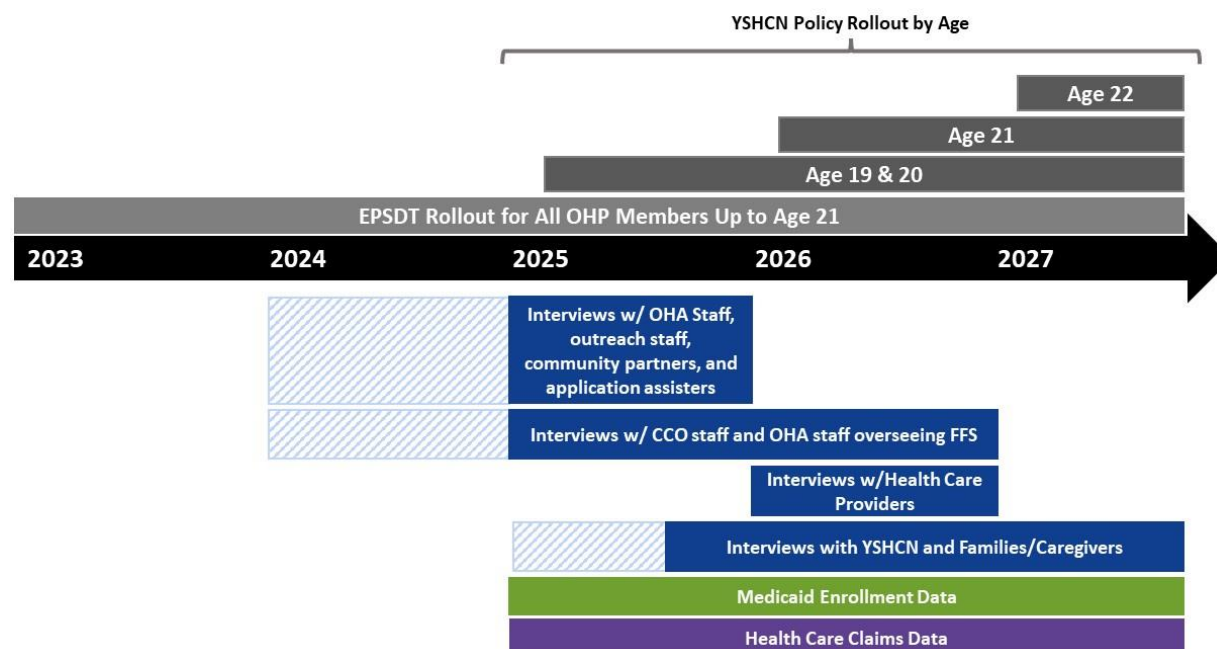 YSHCN Policy Rollout by Age
Age 22
Age 21
Age 19 & 20
EPSDT Rollout for All OHP Members Up to Age 21
2023 2024 2025 2026 2027
Interviews w/ OHA Staff,
outreach staff,
community partners, and
application assisters
Interviews w/ CCO staff and OHA staff overseeing FFS
Interviews w/Health Care
Providers
Interviews with YSHCN and Families/Caregivers
Medicaid Enrollment Data
Health Care Claims Data